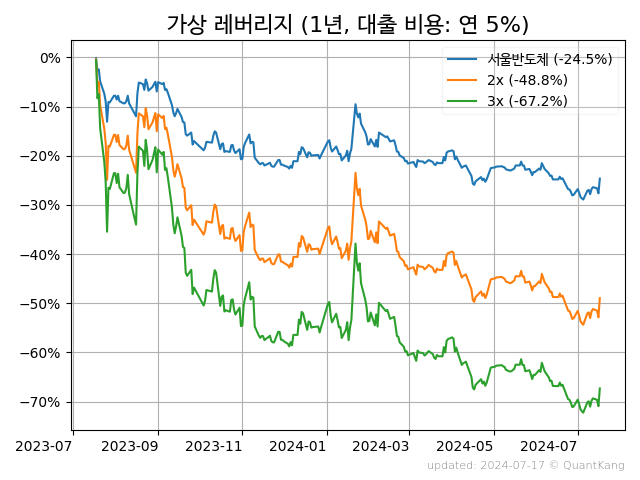 가상 레버리지 (1년, 대출 비용: 연 5%)
서울반도체 (-24.5%)
2x (-48.8%)
3x (-67.2%)
0%
−10%
−20%
−30%
−40%
−50%
−60%
−70%
2023-07 2023-09 2023-11 2024-01 2024-03 2024-05 2024-07
updated: 2024-07-17 © QuantKang